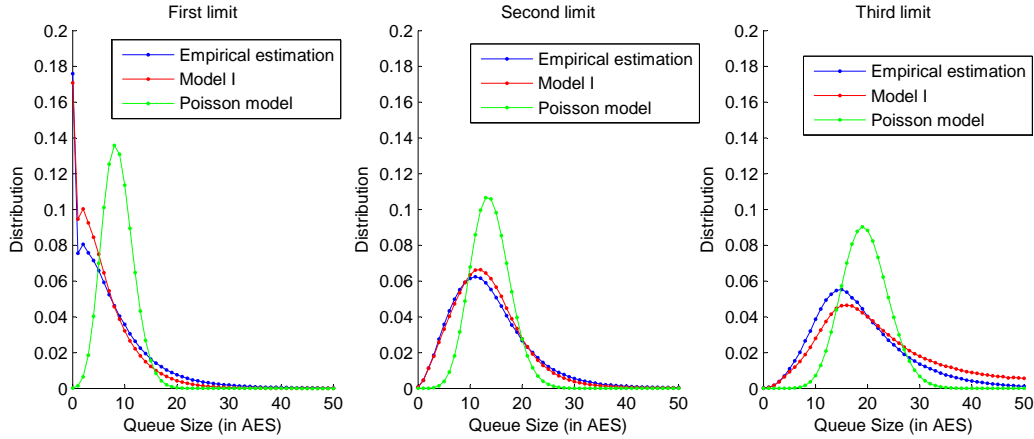 First limit
0.2
0.18
0.16
0.14
0.12
0.1
0.08
0.06
0.04
0.02
0
Distribution
Empirical estimation
Model I
Poisson model
0 10 20 30 40 50
Queue Size (in AES)
Second limit
0.2
0.18
0.16
0.14
0.12
0.1
0.08
0.06
0.04
0.02
0
Distribution
Empirical estimation
Model I
Poisson model
0 10 20 30 40 50
Queue Size (in AES)
Third limit
0.2
0.18
0.16
0.14
0.12
0.1
0.08
0.06
0.04
0.02
0
Distribution
Empirical estimation
Model I
Poisson model
0 10 20 30 40 50
Queue Size (in AES)